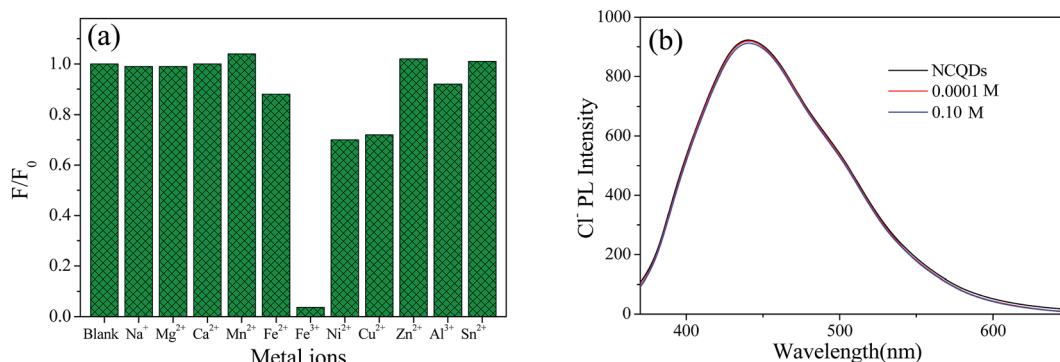 (a)
F/F₀
1.0
0.8
0.6
0.4
0.2
0.0
Blank Na⁺ Mg²⁺ Ca²⁺ Mn²⁺ Fe²⁺ Fe³⁺ Ni²⁺ Cu²⁺ Zn²⁺ Al³⁺ Sn²⁺
Metal ions
(b)
Cl⁻ PL Intensity
1000
800
600
400
200
0
NCQDs
0.0001 M
0.10 M
400 500 600
Wavelength(nm)